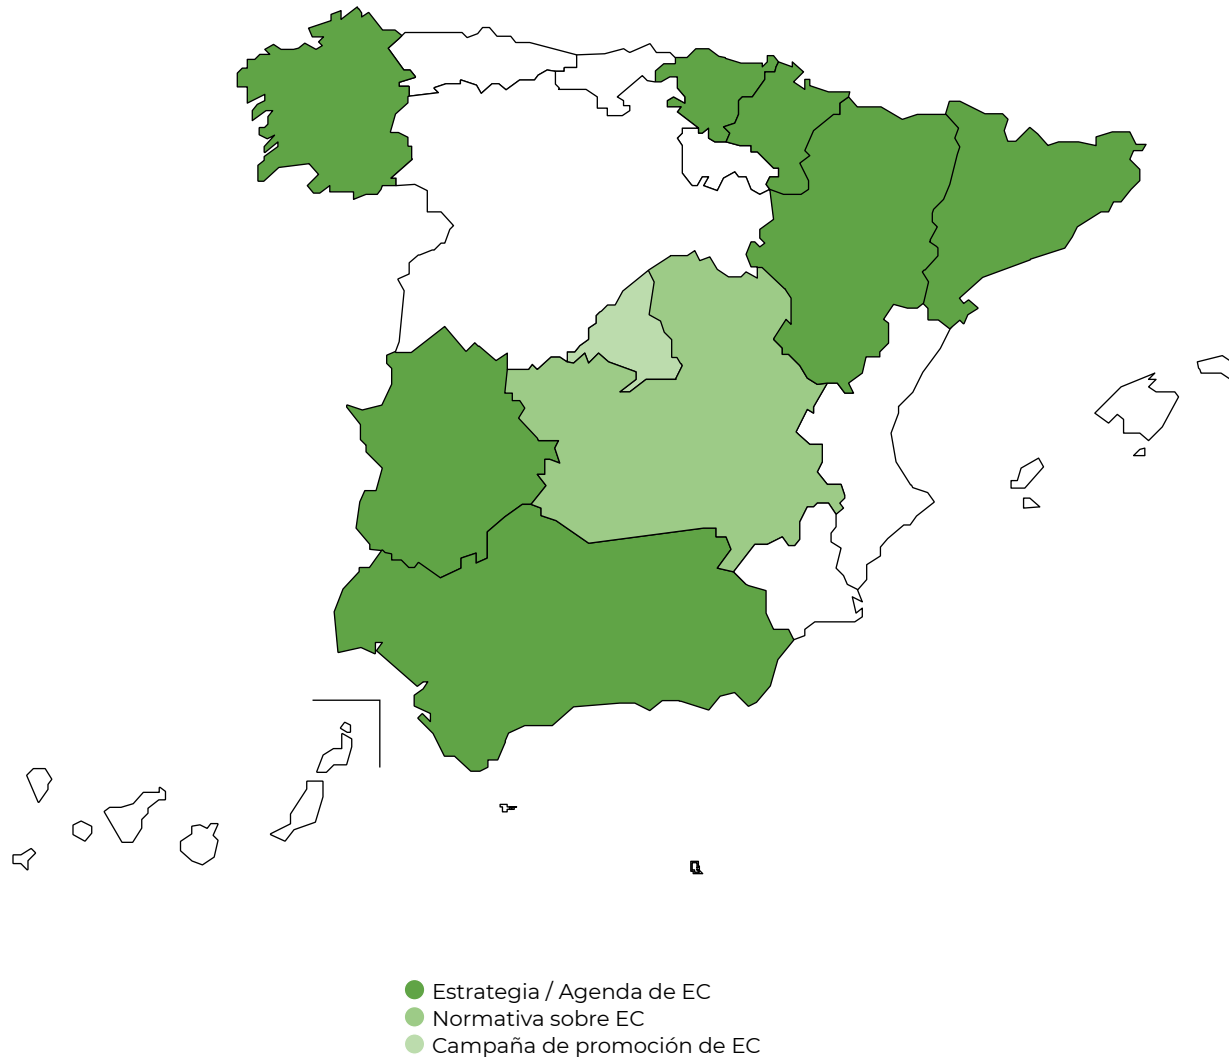 Estrategia / Agenda de EC
Normativa sobre EC
Campaña de promoción de EC